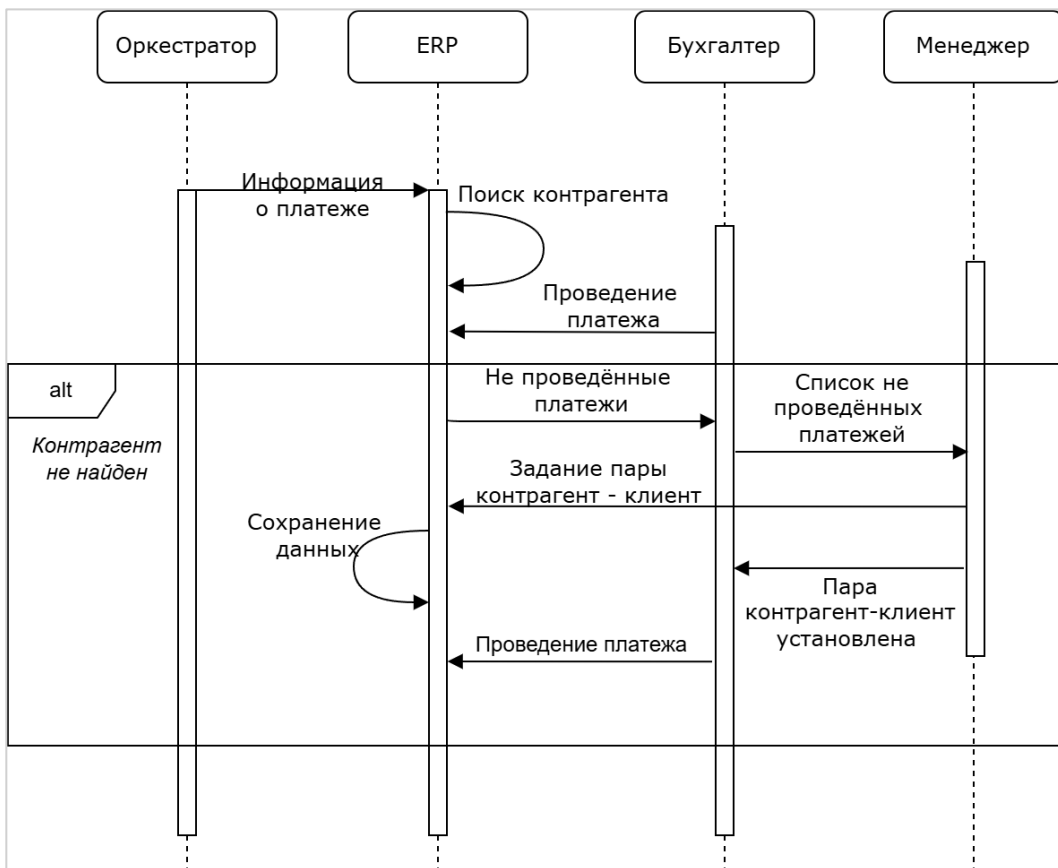 Оркестратор
ERP
Бухгалтер
Менеджер
Информация
о платеже
Поиск контрагента
Проведение
платежа
alt
Контрагент
не найден
Не проведённые
платежи
Список не
проведённых
платежей
Задание пары
контрагент - клиент
Сохранение
данных
Пара
контрагент-клиент
установлена
Проведение платежа